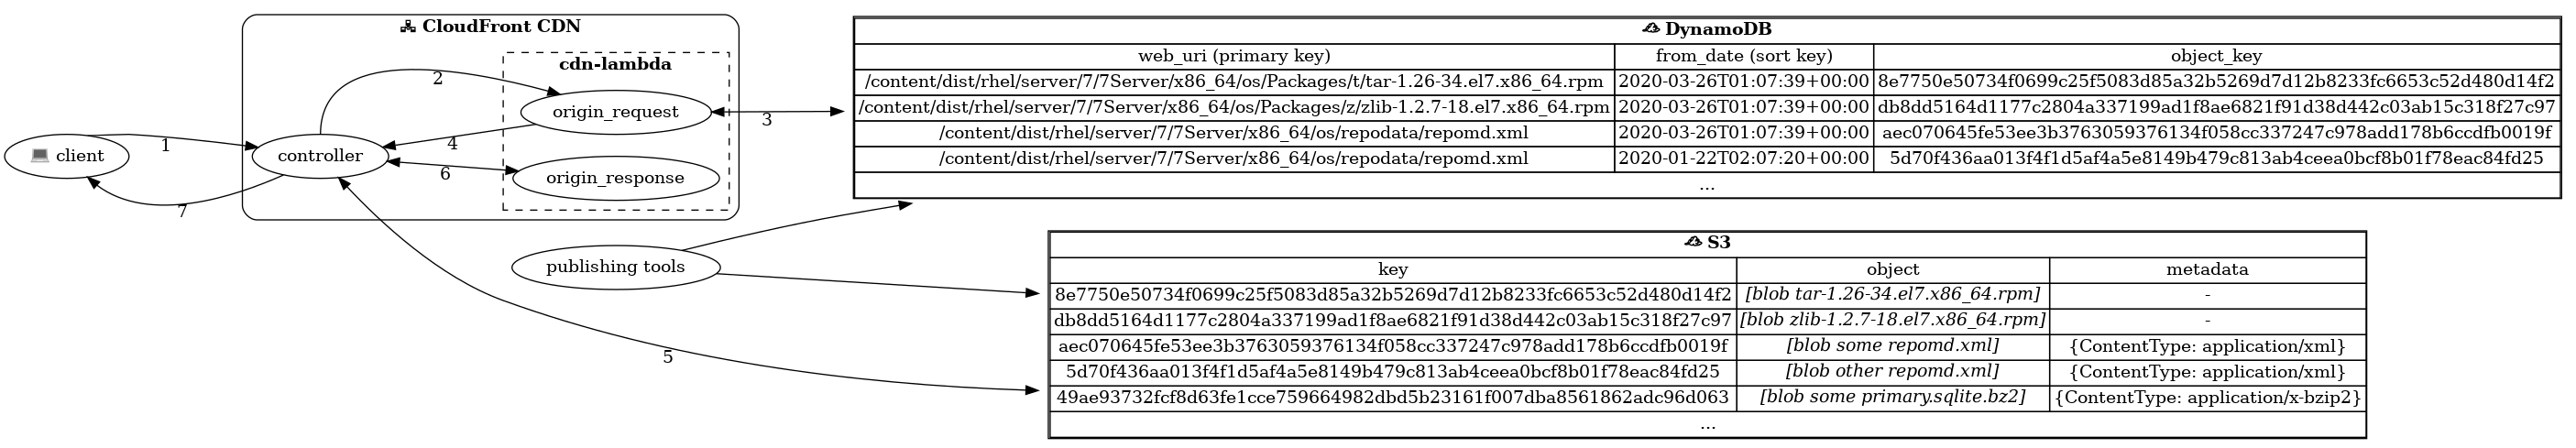 CloudFront CDN
cdn-lambda
origin_request
origin_response
controller
client
publishing tools
1
2
3
4
5
6
7
DynamoDB
web_uri (primary key) from_date (sort key) object_key
/content/dist/rhel/server/7/7Server/x86_64/os/Packages/t/tar-1.26-34.el7.x86_64.rpm 2020-03-26T01:07:39+00:00 8e7750e50734f0699c25f5083d85a32b5269d7d12b8233fc6653c52d480d14f2
/content/dist/rhel/server/7/7Server/x86_64/os/Packages/z/zlib-1.2.7-18.el7.x86_64.rpm 2020-03-26T01:07:39+00:00 db8dd5164d1177c2804a337199ad1f8ae6821f91d38d442c03ab15c318f27c97
/content/dist/rhel/server/7/7Server/x86_64/os/repodata/repomd.xml 2020-03-26T01:07:39+00:00 aec070645fe53ee3b3763059376134f058cc337247c978add178b6ccdfb0019f
/content/dist/rhel/server/7/7Server/x86_64/os/repodata/repomd.xml 2020-01-22T02:07:20+00:00 5d70f436aa013f4f1d5af4a5e8149b479c813ab4ceea0bcf8b01f78eac84fd25
...
S3
key object metadata
8e7750e50734f0699c25f5083d85a32b5269d7d12b8233fc6653c52d480d14f2 [blob tar-1.26-34.el7.x86_64.rpm] -
db8dd5164d1177c2804a337199ad1f8ae6821f91d38d442c03ab15c318f27c97 [blob zlib-1.2.7-18.el7.x86_64.rpm] -
aec070645fe53ee3b3763059376134f058cc337247c978add178b6ccdfb0019f [blob some repomd.xml] {ContentType: application/xml}
5d70f436aa013f4f1d5af4a5e8149b479c813ab4ceea0bcf8b01f78eac84fd25 [blob other repomd.xml] {ContentType: application/xml}
49ae93732fcf8d63fe1cce759664982dbd5b23161f007dba8561862adc96d063 [blob some primary.sqlite.bz2] {ContentType: application/x-bzip2}
...